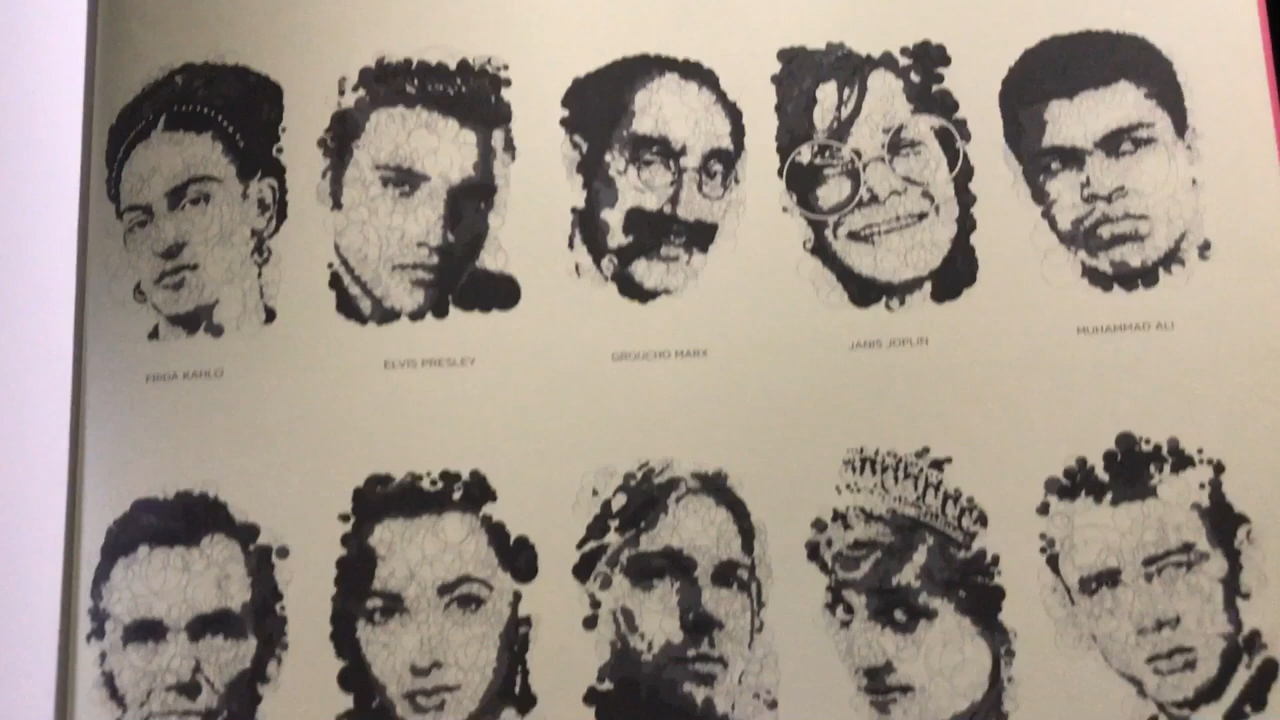 FRIDA KAHLO
ELVIS PRESLEY
GROUCHO MARX
JANIS JOPLIN
MUHAMMAD ALI